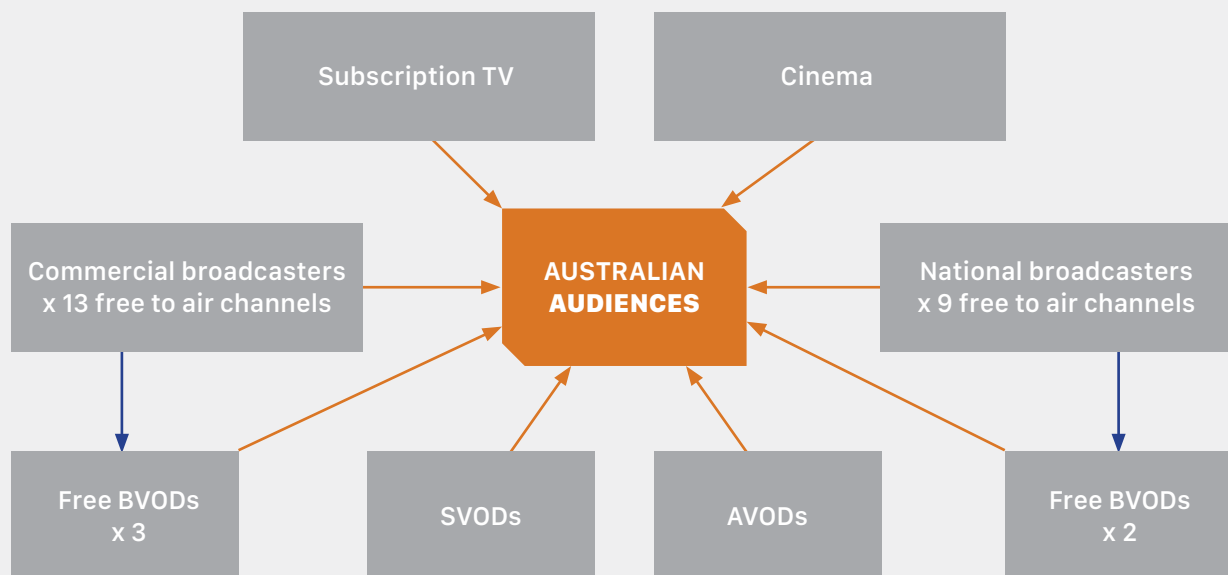 Subscription TV
Cinema
Commercial broadcasters
x 13 free to air channels
AUSTRALIAN
AUDIENCES
National broadcasters
x 9 free to air channels
Free BVODs
x 3
SVODs
AVODs
Free BVODs
x 2